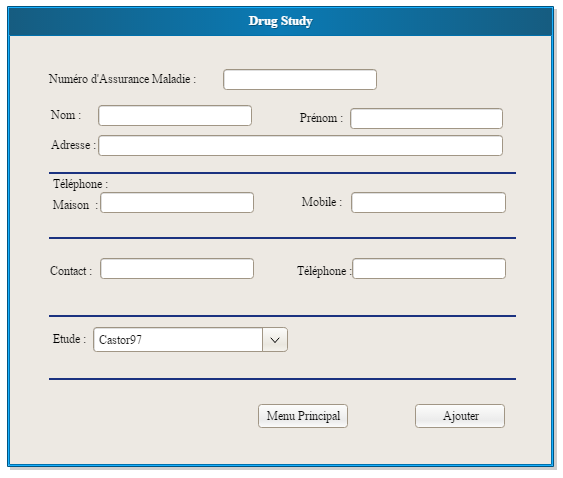 Drug Study
Numéro d'Assurance Maladie :
Nom : Prénom :
Adresse :
Téléphone :
Maison : Mobile :
Contact : Téléphone :
Etude : Castor97
Menu Principal Ajouter